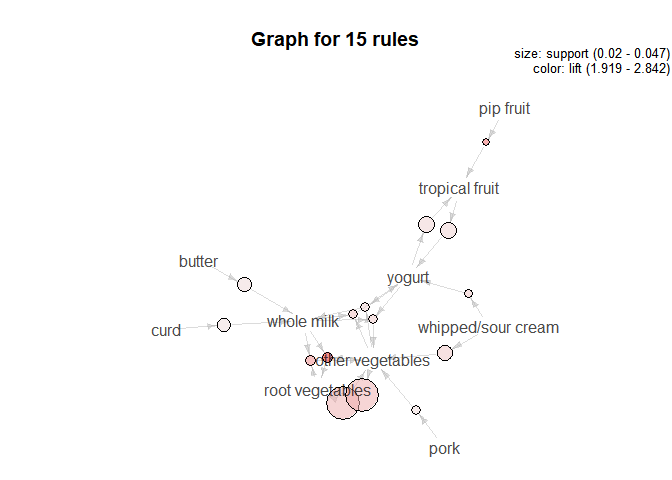 Graph for 15 rules
size: support (0.02 - 0.047)
color: lift (1.919 - 2.842)
pip fruit
tropical fruit
butter
yogurt
curd
whole milk
whipped/sour cream
other vegetables
root vegetables
pork